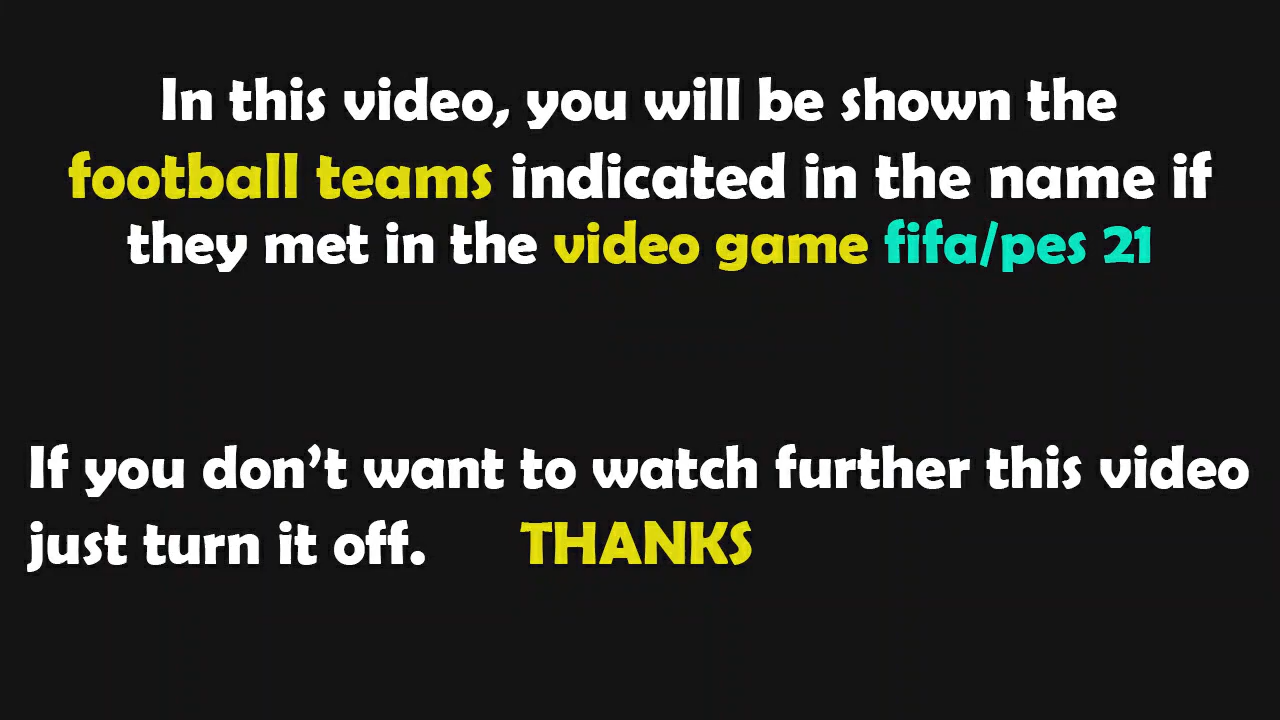 In this video, you will be shown the
football teams indicated in the name if
they met in the video game fifa/pes 21
If you don’t want to watch further this video
just turn it off. THANKS